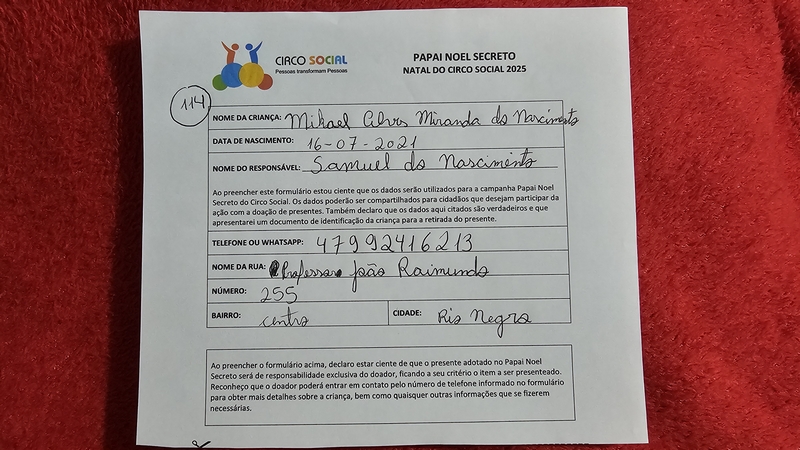 CIRCO SOCIAL
Pessoas transformam Pessoas
PAPAI NOEL SECRETO
NATAL DO CIRCO SOCIAL 2025
114
NOME DA CRIANÇA: Mikael Alves Miranda do Nascimento
DATA DE NASCIMENTO: 16-07-2021
NOME DO RESPONSÁVEL: Samuel do Nascimento
Ao preencher este formulário estou ciente que os dados serão utilizados para a campanha Papai Noel
Secreto do Circo Social. Os dados poderão ser compartilhados para cidadãos que desejam participar da
ação com a doação de presentes. Também declaro que os dados aqui citados são verdadeiros e que
apresentarei um documento de identificação da criança para a retirada do presente.
TELEFONE OU WHATSAPP: 47992416213
NOME DA RUA: Professor João Raimundo
NÚMERO: 255
BAIRRO: centro CIDADE: Rio Negro
Ao preencher o formulário acima, declaro estar ciente de que o presente adotado no Papai Noel
Secreto será de responsabilidade exclusiva do doador, ficando a seu critério o item a ser presenteado.
Reconheço que o doador poderá entrar em contato pelo número de telefone informado no formulário
para obter mais detalhes sobre a criança, bem como quaisquer outras informações que se fizerem
necessárias.